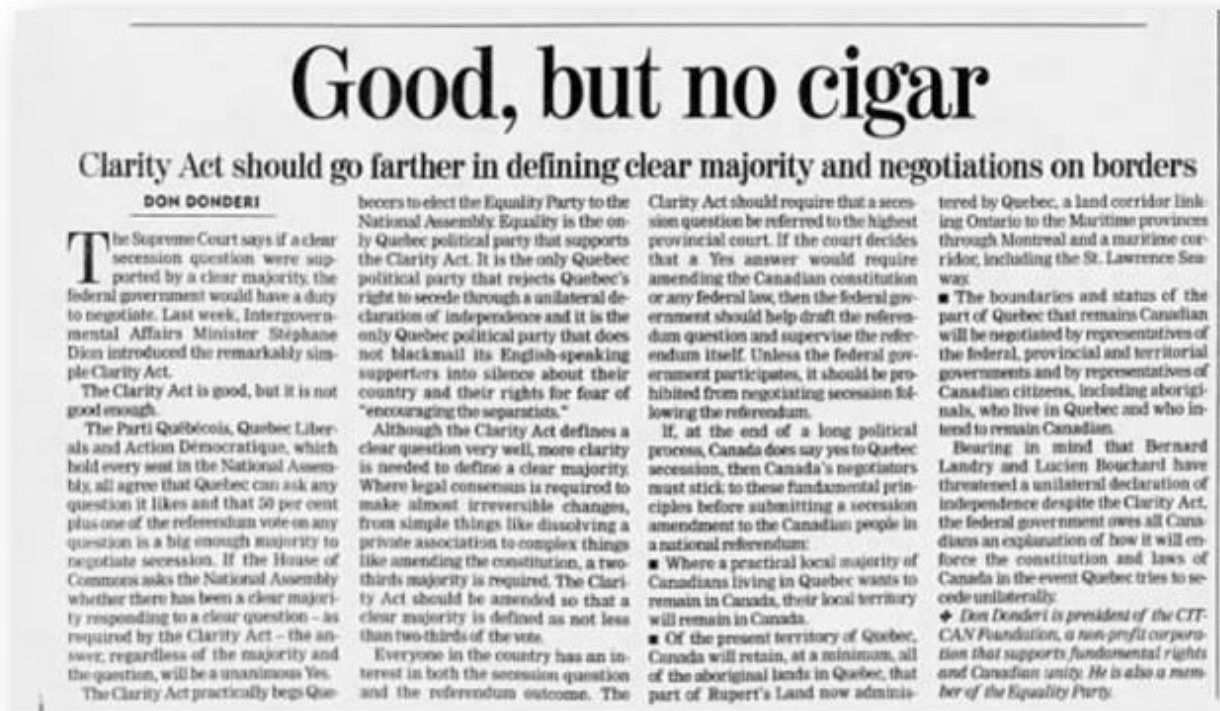 Good, but no cigar
Clarity Act should go farther in defining clear majority and negotiations on borders
DON DONDERI
The Supreme Court says if a clear
secession question were sup-
ported by a clear majority, the
federal government would have a duty
to negotiate. Last week, Intergovern-
mental Affairs Minister Stéphane
Dion introduced the remarkably sim-
ple Clarity Act.
The Clarity Act is good, but it is not
good enough.
The Parti Québécois, Quebec Liber-
als and Action Démocratique, which
hold every seat in the National Assem-
bly, all agree that Quebec can ask any
question it likes and that 50 per cent
plus one of the referendum vote on any
question is a big enough majority to
negotiate secession. If the House of
Commons asks the National Assembly
whether there has been a clear majori-
ty responding to a clear question – as
required by the Clarity Act – the an-
swer, regardless of the majority and
the question, will be a unanimous Yes.
The Clarity Act practically begs Que-
becers to elect the Equality Party to the
National Assembly. Equality is the on-
ly Quebec political party that supports
the Clarity Act. It is the only Quebec
political party that rejects Quebec's
right to secede through a unilateral de-
claration of independence and it is the
only Quebec political party that does
not blackmail its English-speaking
supporters into silence about their
country and their rights for fear of
"encouraging the separatists."
Although the Clarity Act defines a
clear question very well, more clarity
is needed to define a clear majority.
Where legal consensus is required to
make almost irreversible changes,
from simple things like dissolving a
private association to complex things
like amending the constitution, a two-
thirds majority is required. The Clari-
ty Act should be amended so that a
clear majority is defined as not less
than two-thirds of the vote.
Everyone in the country has an in-
terest in both the secession question
and the referendum outcome. The
Clarity Act should require that a seces-
sion question be referred to the highest
provincial court. If the court decides
that a Yes answer would require
amending the Canadian constitution
or any federal law, then the federal gov-
ernment should help draft the referen-
dum question and supervise the refer-
endum itself. Unless the federal gov-
ernment participates, it should be pro-
hibited from negotiating secession fol-
lowing the referendum.
If, at the end of a long political
process, Canada does say yes to Quebec
secession, then Canada's negotiators
must stick to these fundamental prin-
ciples before submitting a secession
amendment to the Canadian people in
a national referendum:
■ Where a practical local majority of
Canadians living in Quebec wants to
remain in Canada, their local territory
will remain in Canada.
■ Of the present territory of Quebec,
Canada will retain, at a minimum, all
of the aboriginal lands in Quebec, that
part of Rupert's Land now adminis-
tered by Quebec, a land corridor link-
ing Ontario to the Maritime provinces
through Montreal and a maritime cor-
ridor, including the St. Lawrence Sea-
way.
■ The boundaries and status of the
part of Quebec that remains Canadian
will be negotiated by representatives of
the federal, provincial and territorial
governments and by representatives of
Canadian citizens, including aborigi-
nals, who live in Quebec and who in-
tend to remain Canadian.
Bearing in mind that Bernard
Landry and Lucien Bouchard have
threatened a unilateral declaration of
independence despite the Clarity Act,
the federal government owes all Cana-
dians an explanation of how it will en-
force the constitution and laws of
Canada in the event Quebec tries to se-
cede unilaterally.
◆ Don Donderi is president of the CIT-
CAN Foundation, a non-profit corpora-
tion that supports fundamental rights
and Canadian unity. He is also a mem-
ber of the Equality Party.